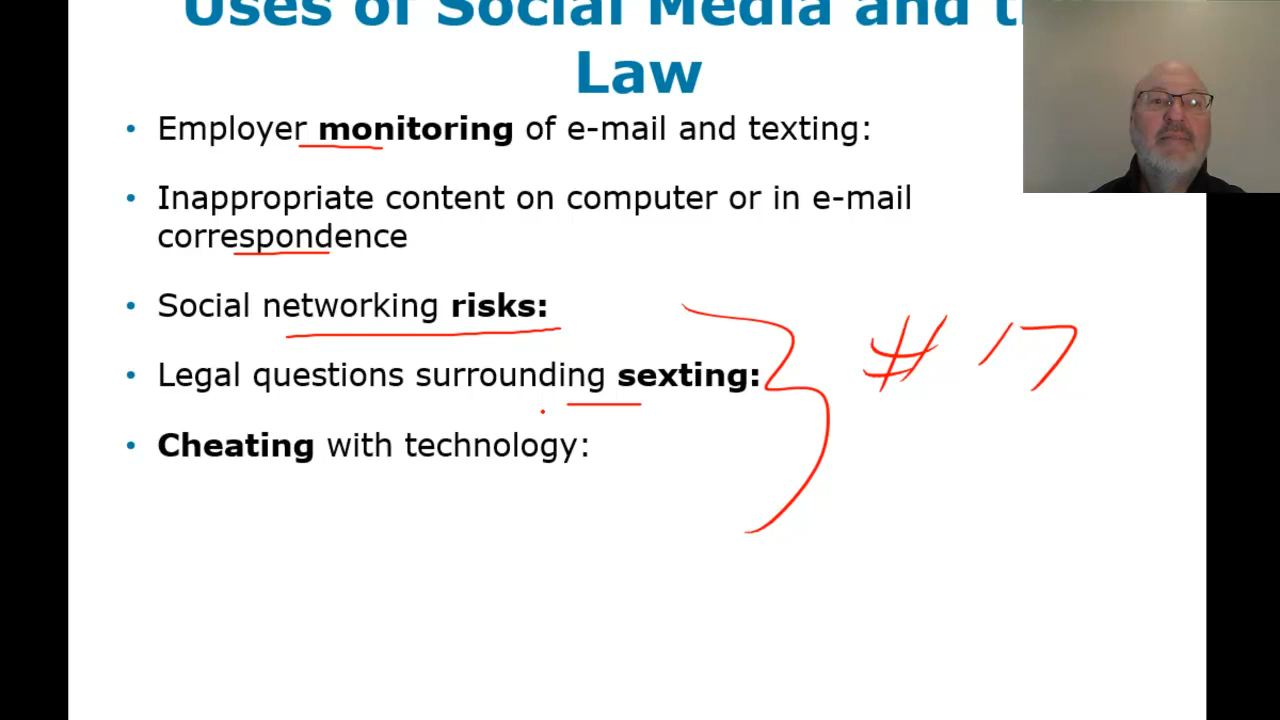 Uses of Social Media and t
Law
• Employer monitoring of e-mail and texting:
• Inappropriate content on computer or in e-mail
correspondence
• Social networking risks:
• Legal questions surrounding sexting:
• Cheating with technology:
# 17